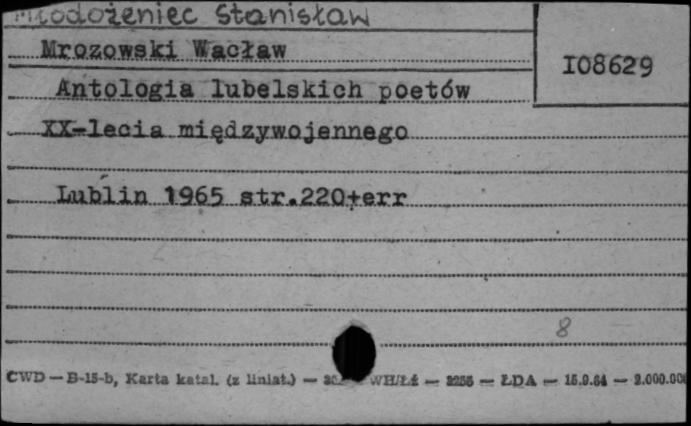 Młodożeniec Stanisław
Mrozowski Wacław
I08629
Antologia lubelskich poetów
XX-lecia międzywojennego
Lublin 1965 str.220+err
8
CWD — B-15-b, Karta katal. (z liniat.) — WH/Łź — 3255 — ŁDA — 15.9.64 — 2.000.00